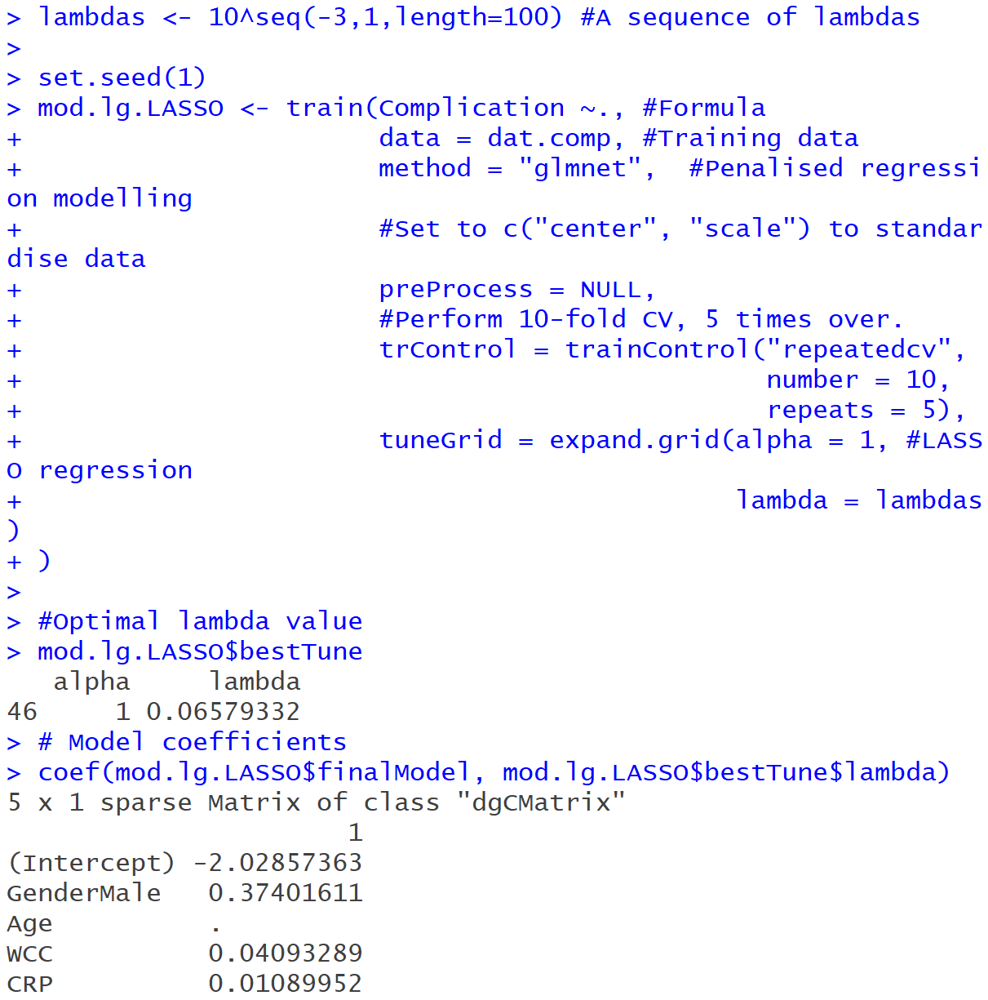 > lambdas <- 10^seq(-3,1,length=100) #A sequence of lambdas
>
> set.seed(1)
> mod.lg.LASSO <- train(Complication ~., #Formula
+                       data = dat.comp, #Training data
+                       method = "glmnet",  #Penalised regressi
on modelling
+                       #Set to c("center", "scale") to standar
dise data
+                       preProcess = NULL,
+                       #Perform 10-fold CV, 5 times over.
+                       trControl = trainControl("repeatedcv",
+                                                number = 10,
+                                                repeats = 5),
+                       tuneGrid = expand.grid(alpha = 1, #LASS
O regression
+                                              lambda = lambdas
)
+ )
>
> #Optimal lambda value
> mod.lg.LASSO$bestTune
   alpha     lambda
46     1 0.06579332
> # Model coefficients
> coef(mod.lg.LASSO$finalModel, mod.lg.LASSO$bestTune$lambda)
5 x 1 sparse Matrix of class "dgCMatrix"
                      1
(Intercept) -2.02857363
GenderMale   0.37401611
Age          .
WCC          0.04093289
CRP          0.01089952